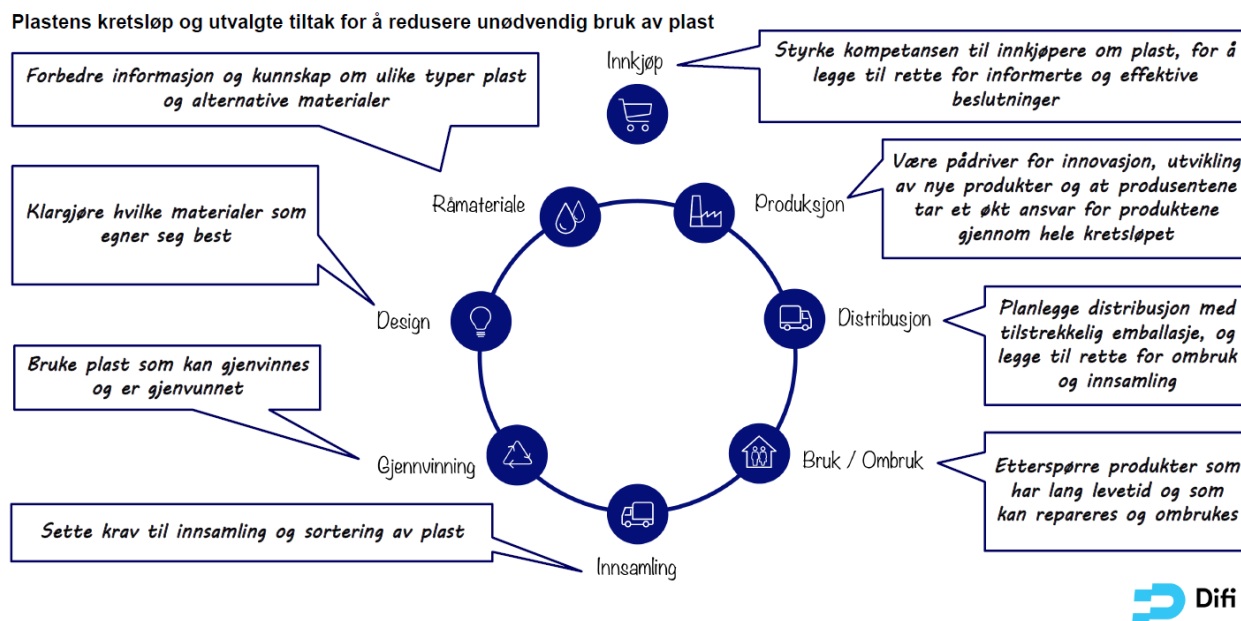 Plastens kretsløp og utvalgte tiltak for å redusere unødvendig bruk av plast
Innkjøp
Styrke kompetansen til innkjøpere om plast, for å
legge til rette for informerte og effektive
beslutninger
Forbedre informasjon og kunnskap om ulike typer plast
og alternative materialer
Råmateriale
Produksjon
Være pådriver for innovasjon, utvikling
av nye produkter og at produsentene
tar et økt ansvar for produktene
gjennom hele kretsløpet
Klargjøre hvilke materialer som
egner seg best
Design
Distribusjon
Planlegge distribusjon med
tilstrekkelig emballasje, og
legge til rette for ombruk
og innsamling
Bruke plast som kan gjenvinnes
og er gjenvunnet
Gjennvinning
Bruk / Ombruk
Etterspørre produkter som
har lang levetid og som
kan repareres og ombrukes
Sette krav til innsamling og sortering av plast
Innsamling
Difi